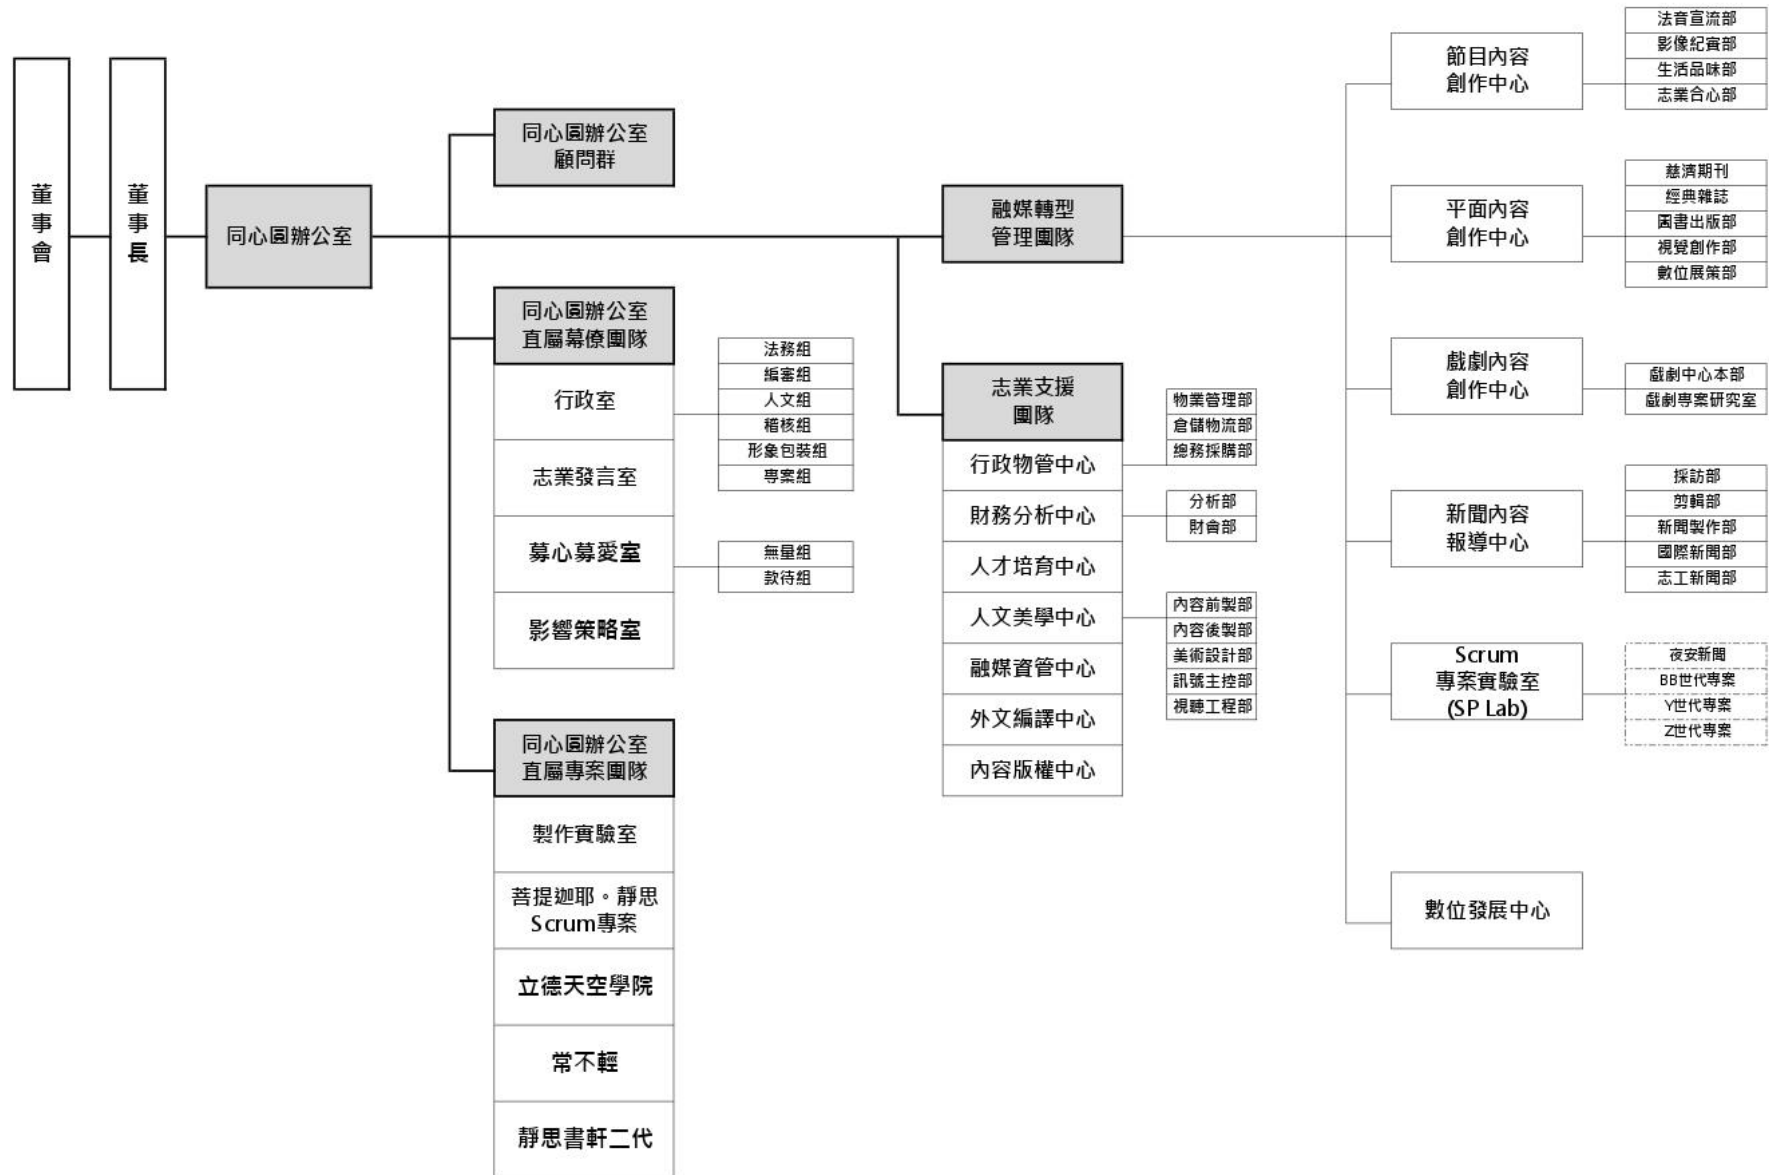 董事會
董事長
同心圓辦公室
同心圓辦公室
顧問群
同心圓辦公室
直屬幕僚團隊
行政室
志業發言室
募心募愛室
影響策略室
法務組
編審組
人文組
稽核組
形象包裝組
專案組
無量組
款待組
同心圓辦公室
直屬專案團隊
製作實驗室
菩提迦耶。靜思
Scrum專案
立德天空學院
常不輕
靜思書軒二代
融媒轉型
管理團隊
志業支援
團隊
行政物管中心
財務分析中心
人才培育中心
人文美學中心
融媒資管中心
外文編譯中心
內容版權中心
物業管理部
倉儲物流部
總務採購部
分析部
財會部
內容前製部
內容後製部
美術設計部
訊號主控部
視聽工程部
節目內容
創作中心
法音宣流部
影像紀實部
生活品味部
志業合心部
平面內容
創作中心
慈濟期刊
經典雜誌
圖書出版部
視覺創作部
數位展策部
戲劇內容
創作中心
戲劇中心本部
戲劇專案研究室
新聞內容
報導中心
採訪部
剪輯部
新聞製作部
國際新聞部
志工新聞部
Scrum
專案實驗室
(SP Lab)
夜安新聞
BB世代專案
Y世代專案
Z世代專案
數位發展中心